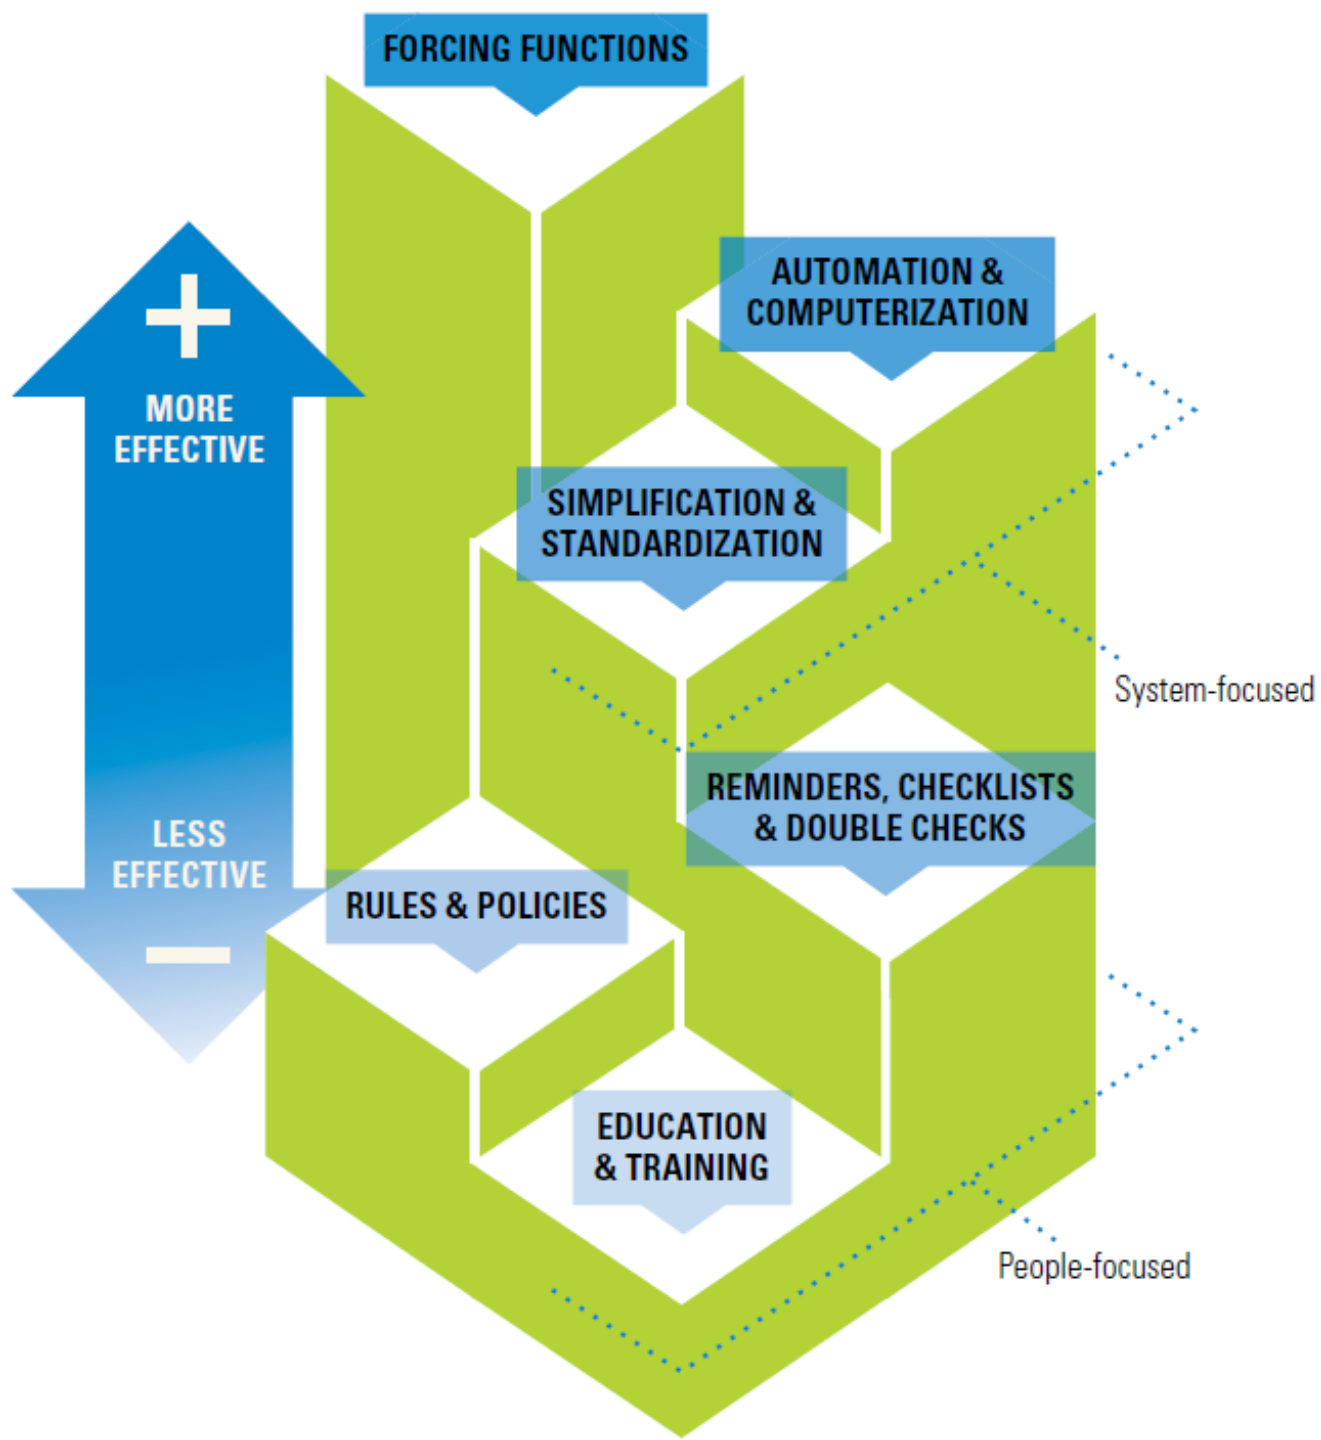 FORCING FUNCTIONS
AUTOMATION &
COMPUTERIZATION
MORE
EFFECTIVE
SIMPLIFICATION &
STANDARDIZATION
System-focused
REMINDERS, CHECKLISTS
& DOUBLE CHECKS
LESS
EFFECTIVE
RULES & POLICIES
EDUCATION
& TRAINING
People-focused